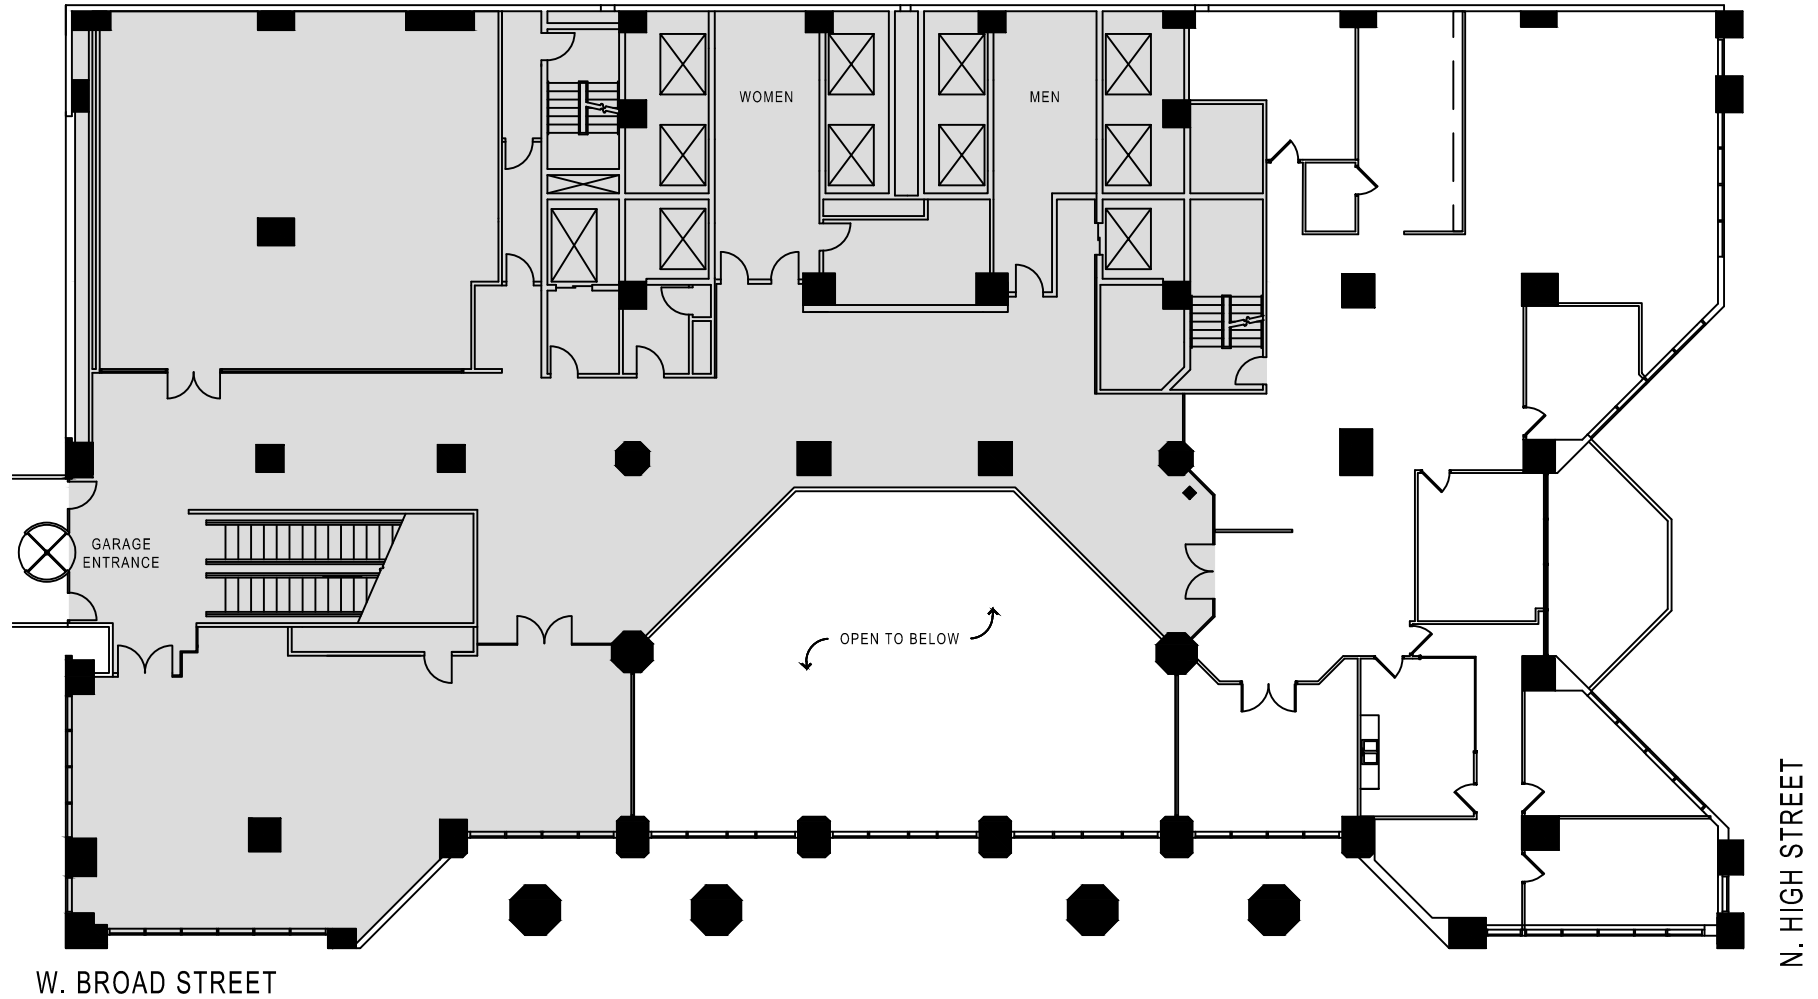 WOMEN
MEN
GARAGE
ENTRANCE
OPEN TO BELOW
N. HIGH STREET
W. BROAD STREET